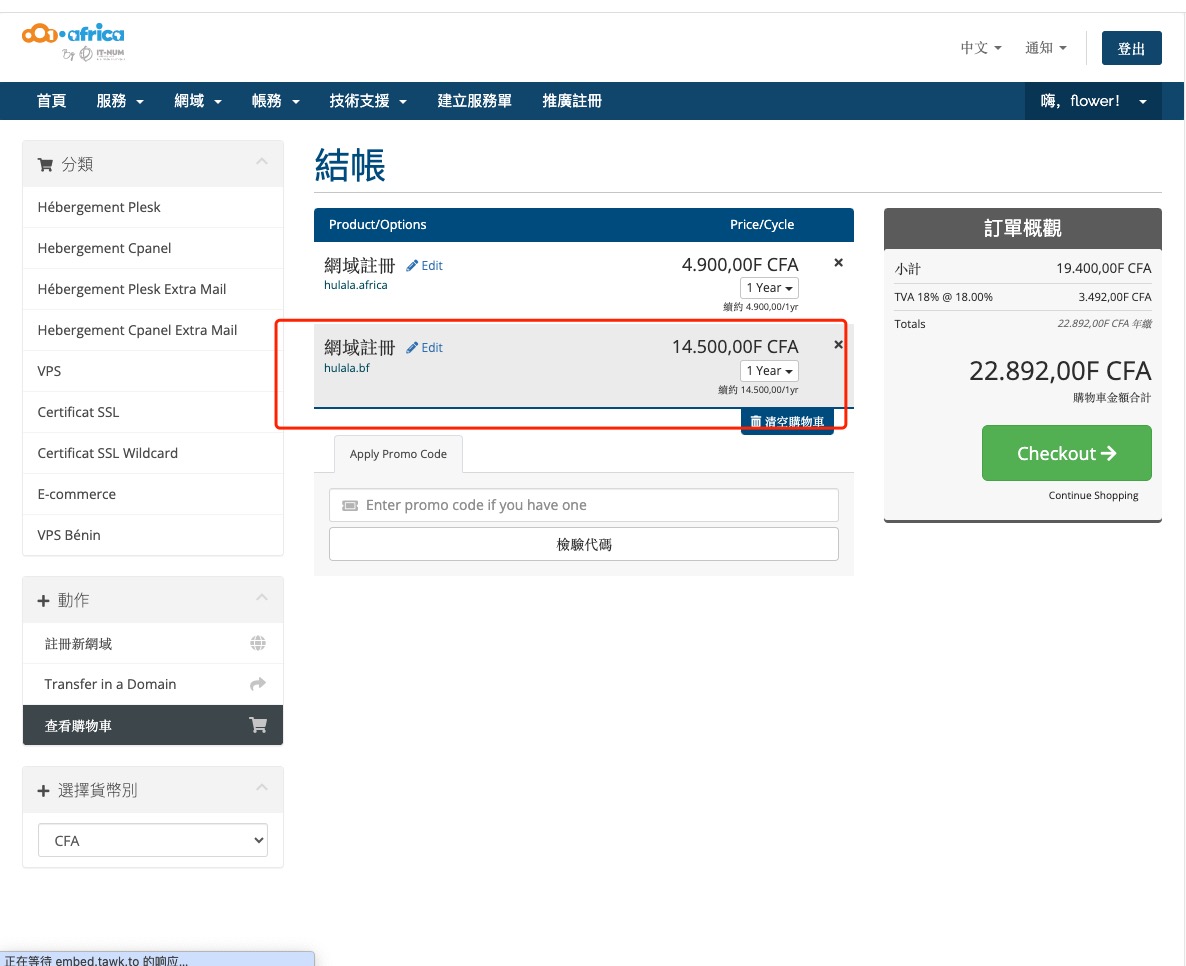 001.africa
By IT-NUM
中文
通知
登出
首頁
服務
網域
帳務
技術支援
建立服務單
推廣註冊
嗨，flower!
分類
Hébergement Plesk
Hebergement Cpanel
Hébergement Plesk Extra Mail
Hebergement Cpanel Extra Mail
VPS
Certificat SSL
Certificat SSL Wildcard
E-commerce
VPS Bénin
動作
註冊新網域
Transfer in a Domain
查看購物車
選擇貨幣別
CFA
結帳
Product/Options Price/Cycle
網域註冊 Edit 4.900,00F CFA
hulala.africa 1 Year
續約 4.900,00/1yr
網域註冊 Edit 14.500,00F CFA
hulala.bf 1 Year
續約 14.500,00/1yr
清空購物車
Apply Promo Code
Enter promo code if you have one
檢驗代碼
訂單概觀
小計 19.400,00F CFA
TVA 18% @ 18.00% 3.492,00F CFA
Totals 22.892,00F CFA 年繳
22.892,00F CFA
購物車金額合計
Checkout
Continue Shopping
正在等待 embed.tawk.to 的响应...